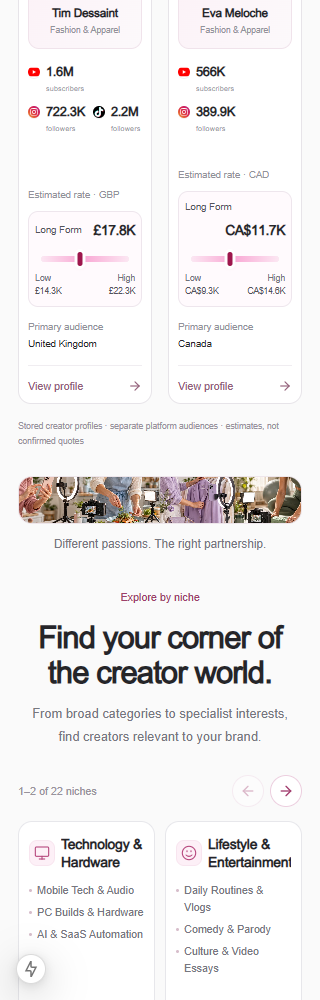 Tim Dessaint
Fashion & Apparel
1.6M
subscribers
722.3K
followers
2.2M
followers
Estimated rate · GBP
Long Form £17.8K
Low High
£14.3K £22.3K
Primary audience
United Kingdom
View profile
Eva Meloche
Fashion & Apparel
566K
subscribers
389.9K
followers
Estimated rate · CAD
Long Form
CA$11.7K
Low High
CA$9.3K CA$14.6K
Primary audience
Canada
View profile
Stored creator profiles · separate platform audiences · estimates, not
confirmed quotes
Different passions. The right partnership.
Explore by niche
Find your corner of
the creator world.
From broad categories to specialist interests,
find creators relevant to your brand.
1–2 of 22 niches
Technology &
Hardware
• Mobile Tech & Audio
• PC Builds & Hardware
• AI & SaaS Automation
Lifestyle &
Entertainment
• Daily Routines &
Vlogs
• Comedy & Parody
• Culture & Video
Essays